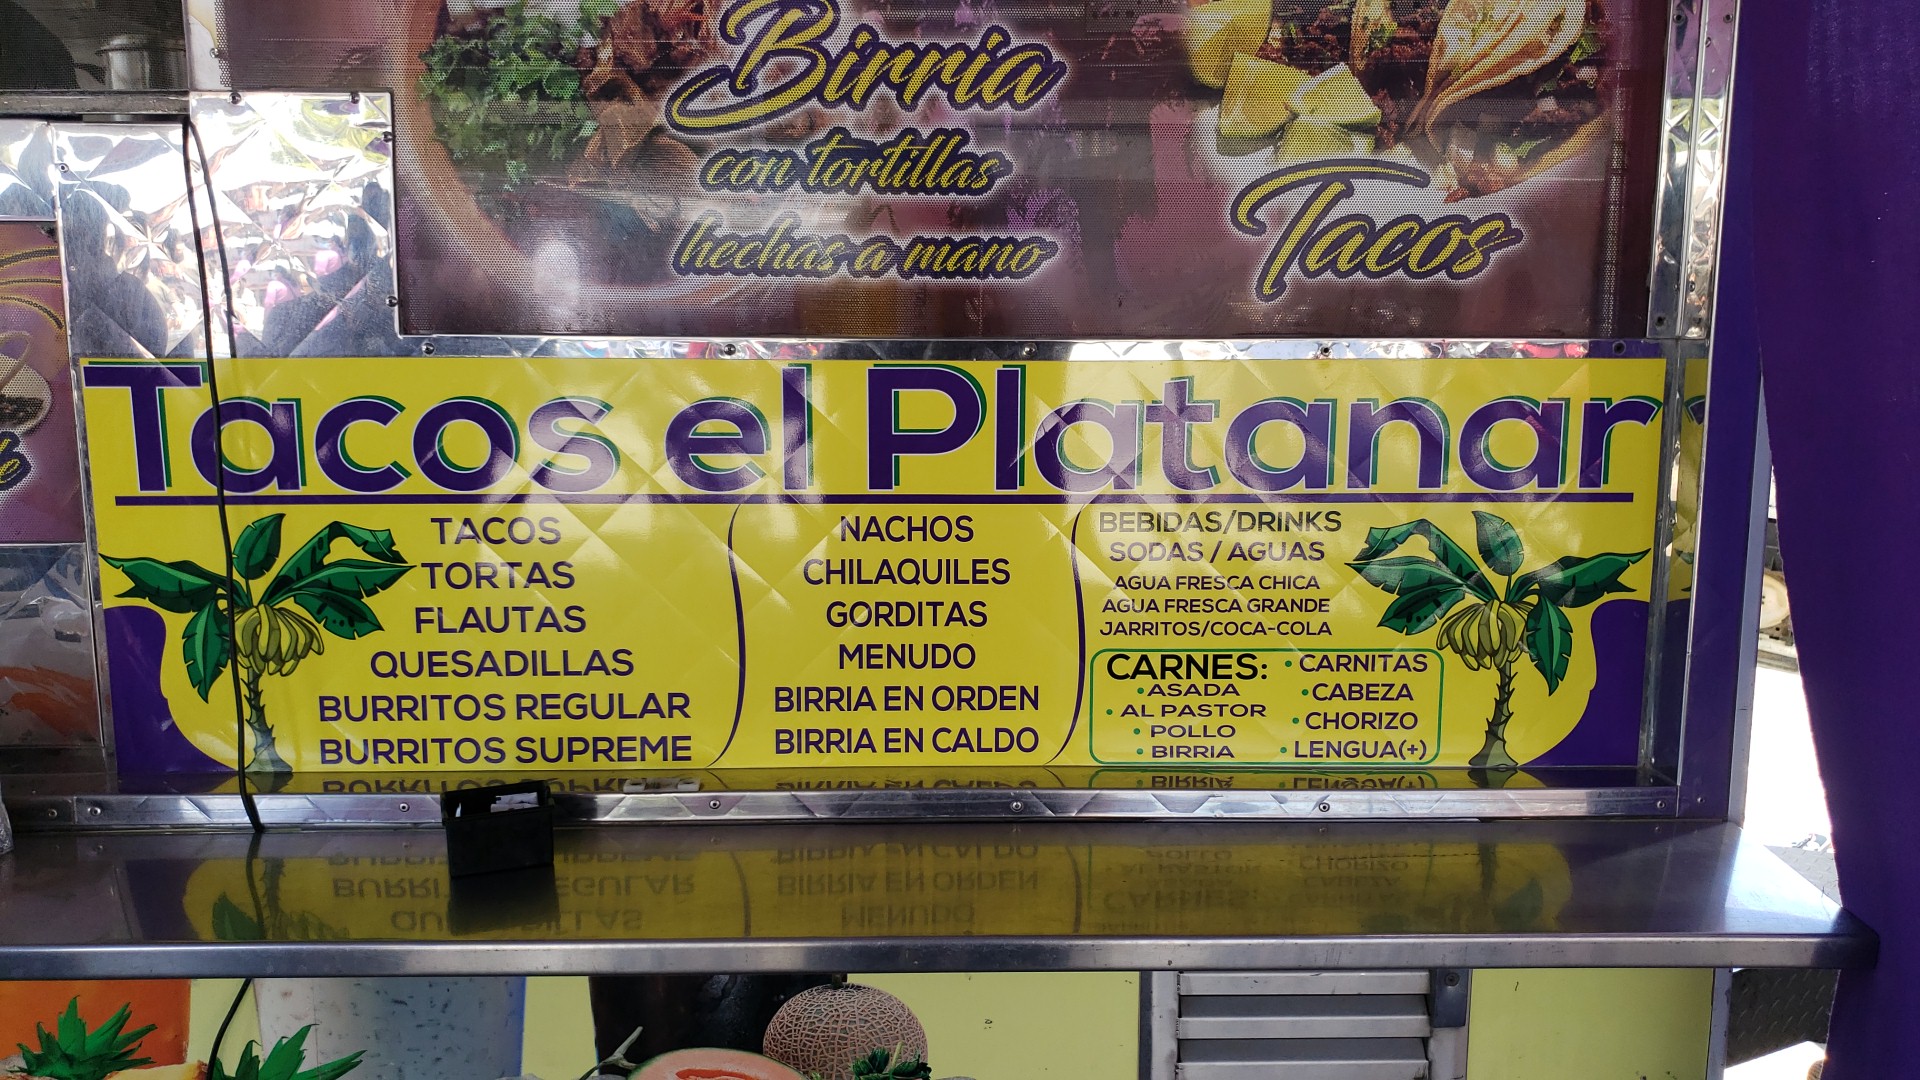 Birria
con tortillas
hechas a mano
Tacos
Tacos el Platanar
TACOS
TORTAS
FLAUTAS
QUESADILLAS
BURRITOS REGULAR
BURRITOS SUPREME
NACHOS
CHILAQUILES
GORDITAS
MENUDO
BIRRIA EN ORDEN
BIRRIA EN CALDO
BEBIDAS/DRINKS
SODAS / AGUAS
AGUA FRESCA CHICA
AGUA FRESCA GRANDE
JARRITOS/COCA-COLA
CARNES:
• ASADA
• AL PASTOR
• POLLO
• BIRRIA
• CARNITAS
• CABEZA
• CHORIZO
• LENGUA(+)